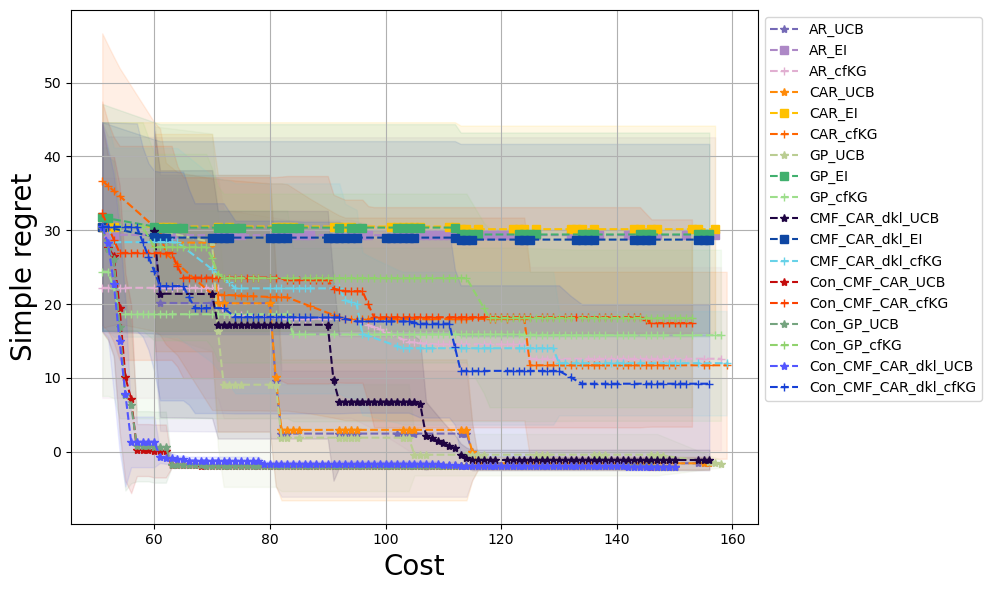 Simple regret
50
40
30
20
10
0
60
80
100
120
140
160
Cost
AR_UCB
AR_EI
AR_cfKG
CAR_UCB
CAR_EI
CAR_cfKG
GP_UCB
GP_EI
GP_cfKG
CMF_CAR_dkl_UCB
CMF_CAR_dkl_EI
CMF_CAR_dkl_cfKG
Con_CMF_CAR_UCB
Con_CMF_CAR_cfKG
Con_GP_UCB
Con_GP_cfKG
Con_CMF_CAR_dkl_UCB
Con_CMF_CAR_dkl_cfKG